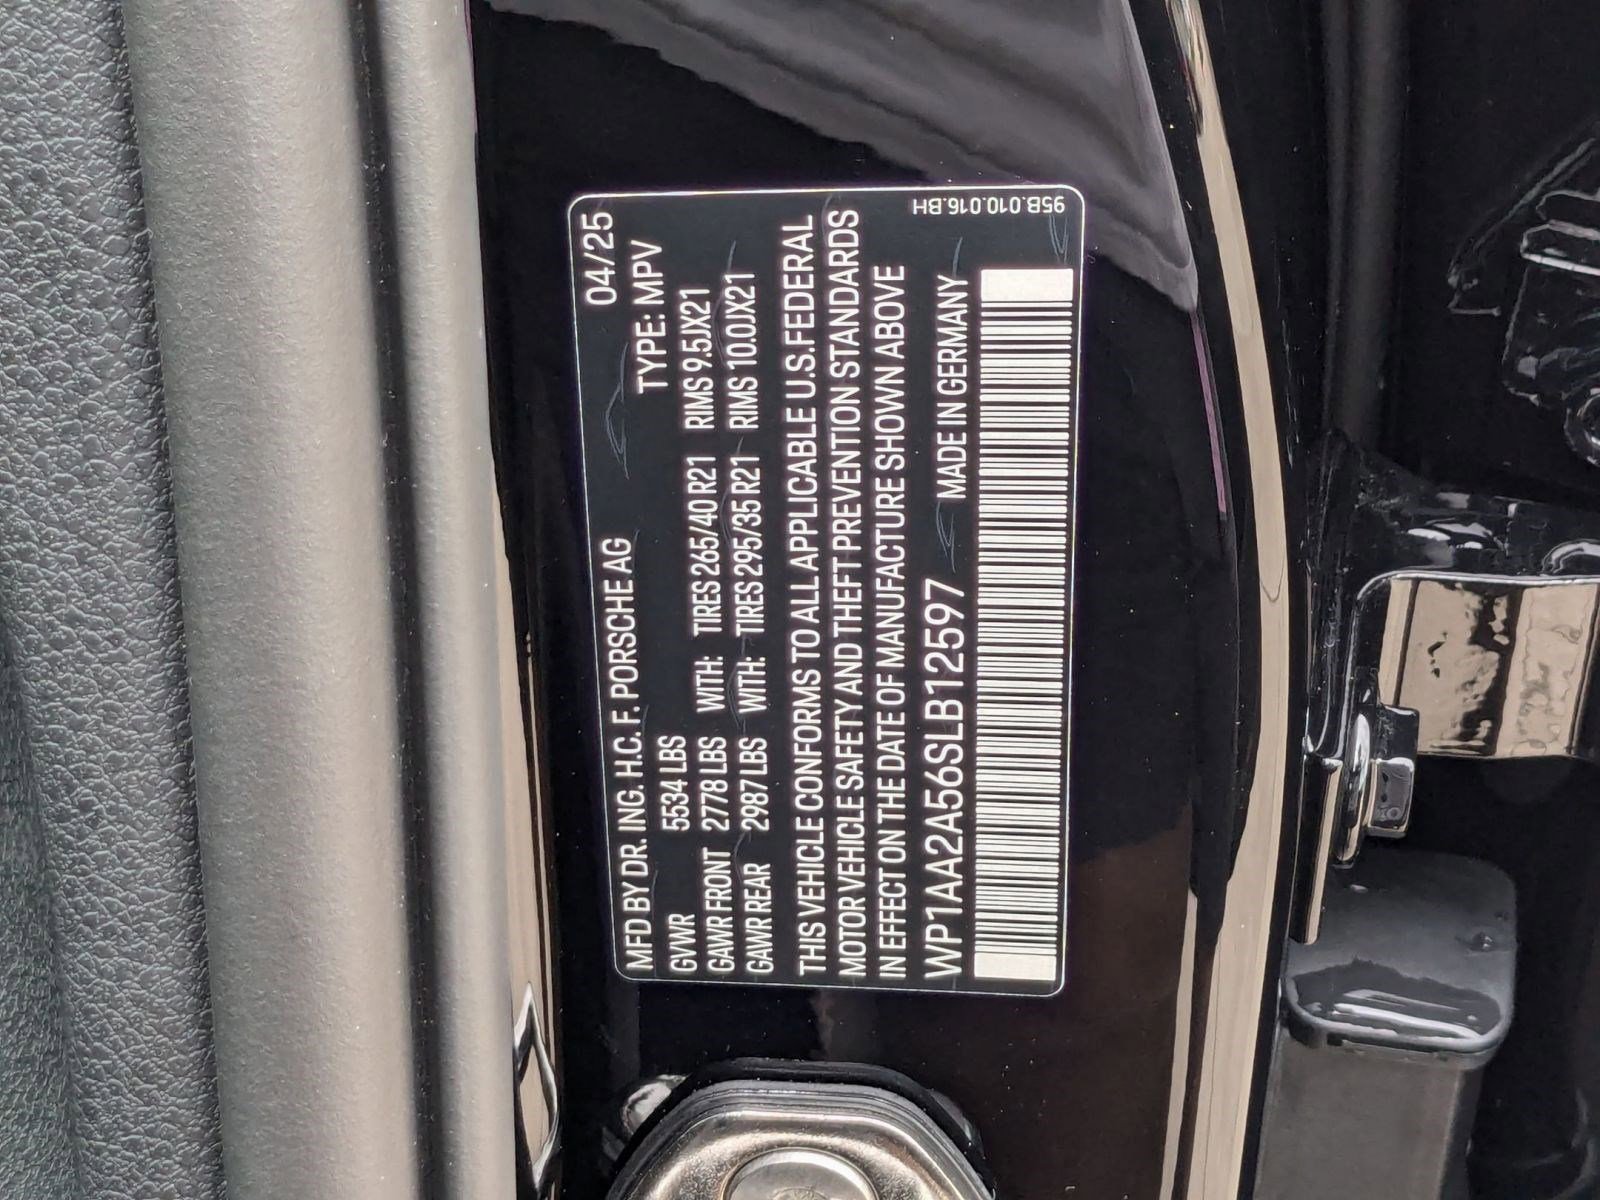 04/25
MFD BY DR. ING. H.C. F. PORSCHE AG
TYPE: MPV
GVWR 5534 LBS
GAWR FRONT 2778 LBS WITH: TIRES 265/40 R21 RIMS 9.5JX21
GAWR REAR 2987 LBS WITH: TIRES 295/35 R21 RIMS 10.0JX21
THIS VEHICLE CONFORMS TO ALL APPLICABLE U.S.FEDERAL
MOTOR VEHICLE SAFETY AND THEFT PREVENTION STANDARDS
IN EFFECT ON THE DATE OF MANUFACTURE SHOWN ABOVE
WP1AA2A56SLB12597 MADE IN GERMANY
95B.010.016.BH